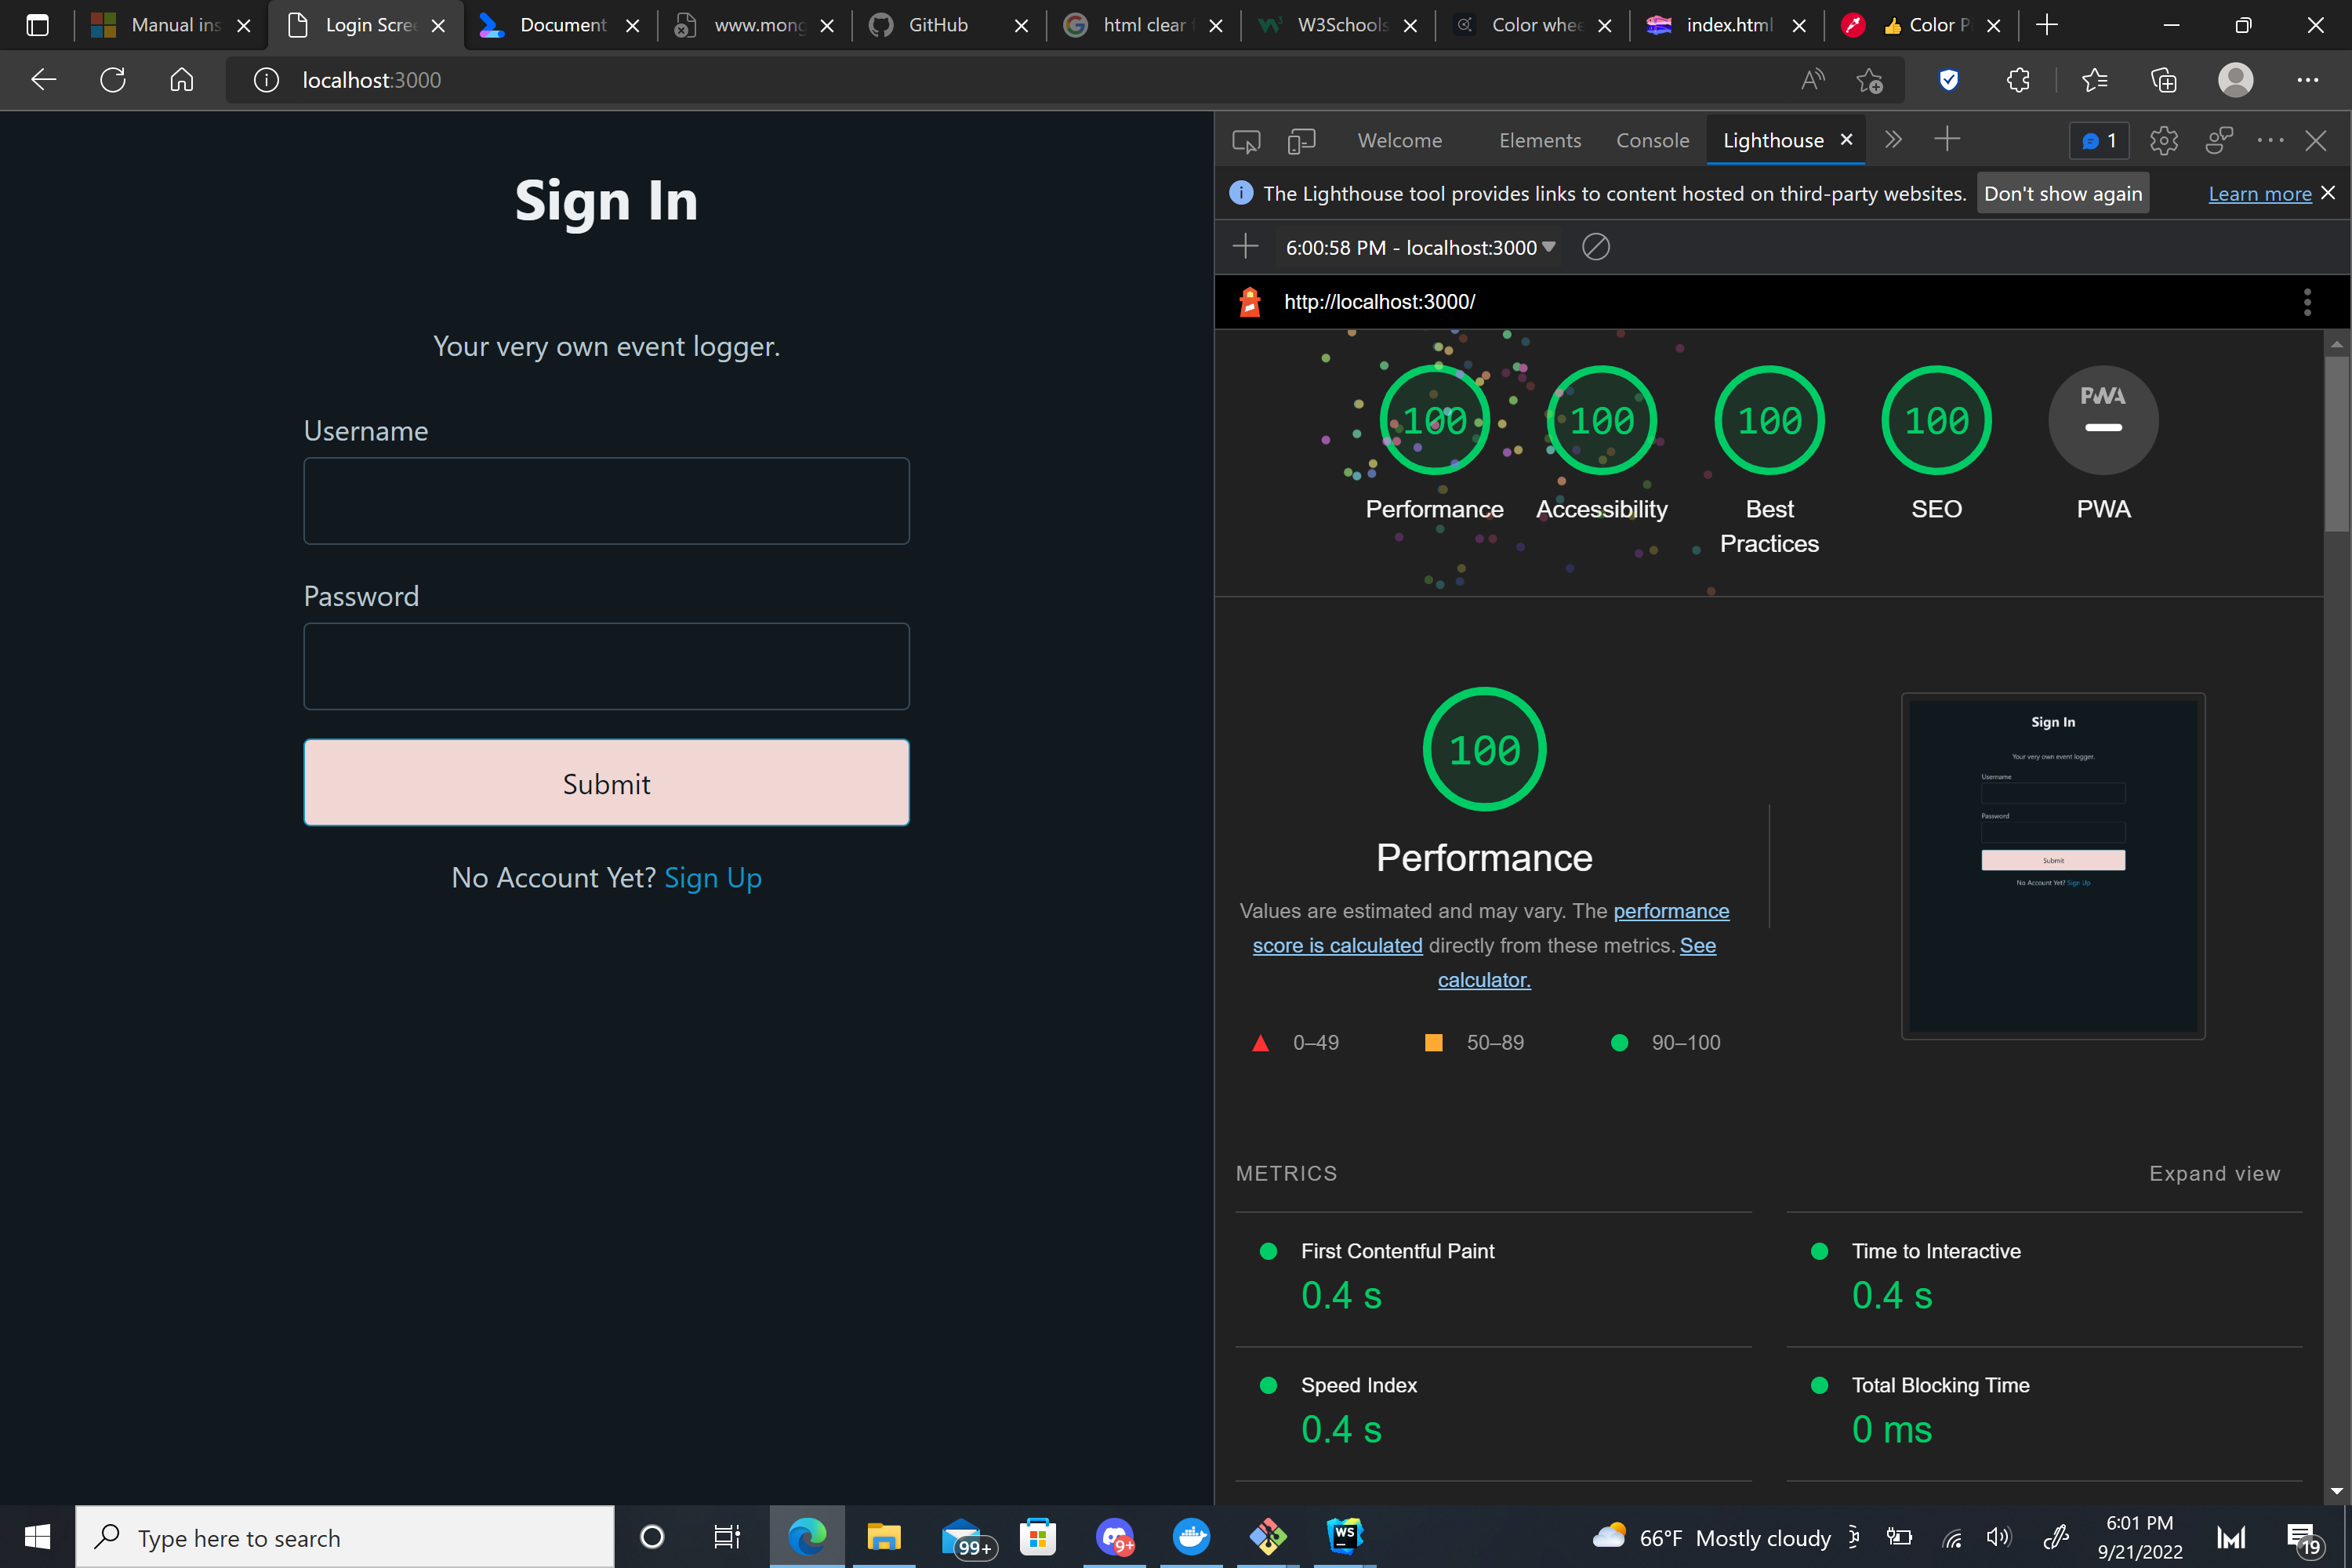 Manual ins
Login Scre
Document
www.mong
GitHub
html clear
W3Schools
Color whee
index.html
Color P
localhost:3000
Sign In
Your very own event logger.
Username
Password
Submit
No Account Yet? Sign Up
Welcome
Elements
Console
Lighthouse
1
The Lighthouse tool provides links to content hosted on third-party websites.
Don't show again
Learn more
6:00:58 PM - localhost:3000
http://localhost:3000/
100
100
100
100
PWA
Performance
Accessibility
Best
Practices
SEO
PWA
100
Performance
Values are estimated and may vary. The performance
score is calculated directly from these metrics. See
calculator.
0–49
50–89
90–100
Sign In
Your very own event logger.
Username
Password
Submit
No Account Yet? Sign Up
METRICS
Expand view
First Contentful Paint
0.4 s
Time to Interactive
0.4 s
Speed Index
0.4 s
Total Blocking Time
0 ms
Type here to search
99+
9+
WS
66°F Mostly cloudy
6:01 PM
9/21/2022
19